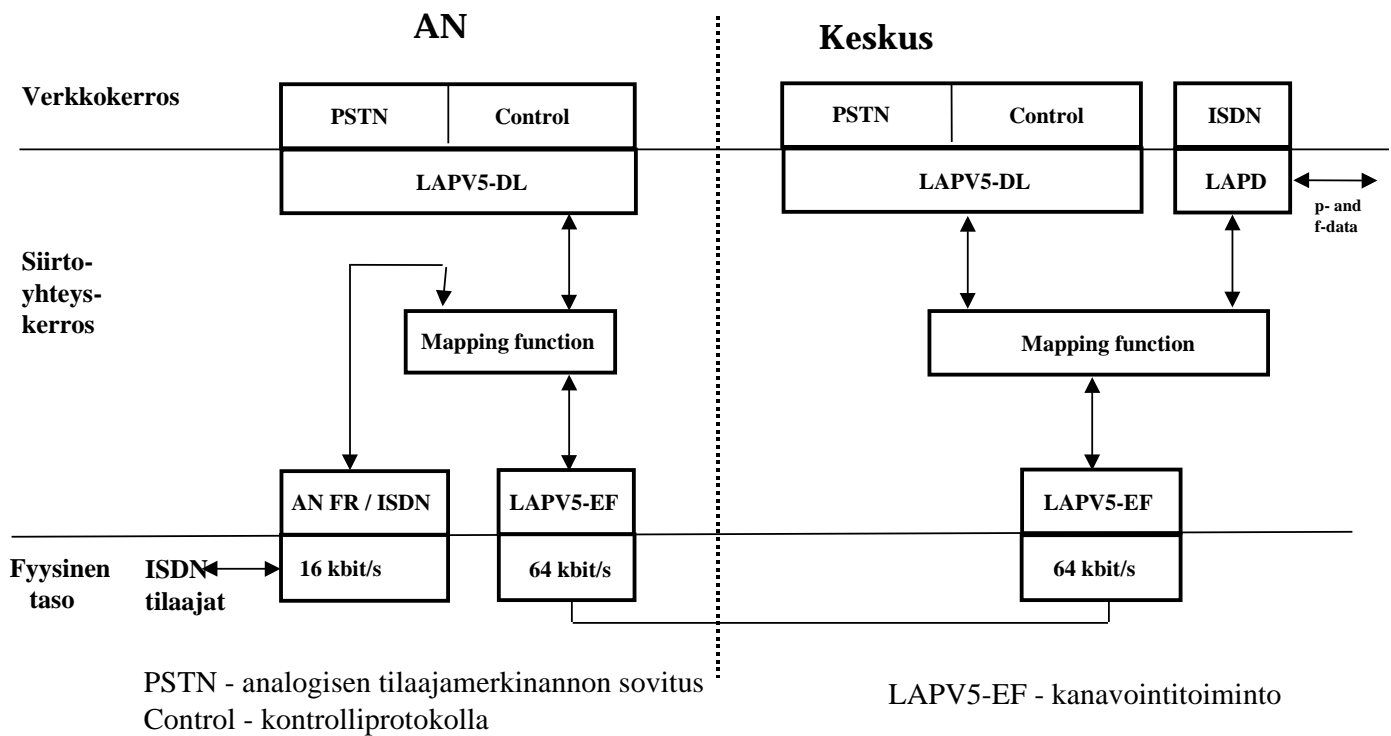 AN
Keskus
Verkkokerros
PSTN
Control
PSTN
Control
ISDN
LAPV5-DL
LAPV5-DL
LAPD
p- and
f-data
Siirto-
yhteys-
kerros
Mapping function
Mapping function
AN FR / ISDN
LAPV5-EF
LAPV5-EF
Fyysinen
taso
ISDN
tilaajat
16 kbit/s
64 kbit/s
64 kbit/s
PSTN - analogisen tilaajamerkinannon sovitus
Control - kontrolliprotokolla
LAPV5-EF - kanavointitoiminto